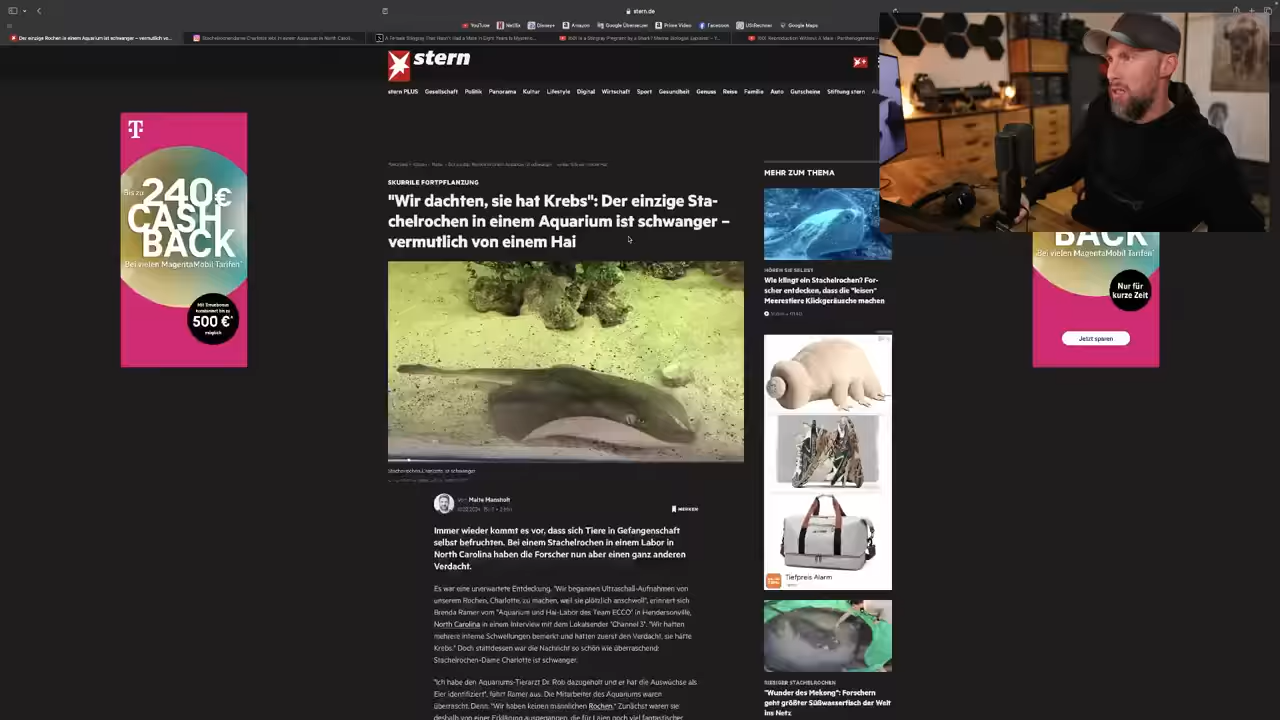 stern.de
YouTube Netflix Disney+ Amazon Google Übersetzer Prime Video Facebook Google Maps
Der einzige Rochen in einem Aquarium ist schwanger – vermutlich vo...
Stachelrochendame Charlotte lebt in einem Aquarium in North Carol...
A Female Stingray That Hasn't Had a Male in Eight Years Is Mysterio...
Is a Stingray Pregnant by a Shark? Marine Biologist
Reproduction Without A Male - Parthenogenesis
stern
stern PLUS Gesellschaft Politik Panorama Kultur Lifestyle Digital Wirtschaft Sport Gesundheit Genuss Reise Familie Auto Gutscheine Stiftung stern
T
Bis zu
240€
CASH
BACK
Bei vielen MagentaMobil Tarifen
500 €
möglich
SKURRILE FORTPFLANZUNG
"Wir dachten, sie hat Krebs": Der einzige Sta-
chelrochen in einem Aquarium ist schwanger –
vermutlich von einem Hai
Stachelrochen Charlotte ist schwanger
von Malte Mansholt
MERKEN
Immer wieder kommt es vor, dass sich Tiere in Gefangenschaft
selbst befruchten. Bei einem Stachelrochen in einem Labor in
North Carolina haben die Forscher nun aber einen ganz anderen
Verdacht.
Es war eine unerwartete Entdeckung. "Wir begannen Ultraschall-Aufnahmen von
unserem Rochen, Charlotte, zu machen, weil sie plötzlich anschwoll", erinnert sich
Brenda Ramer vom "Aquarium und Hai-Labor des Team ECCO" in Hendersonville,
North Carolina in einem Interview mit dem Lokalsender "Channel 3". "Wir hatten
mehrere interne Schwellungen bemerkt und hatten zuerst den Verdacht, sie hätte
Krebs." Doch stattdessen war die Nachricht so schön wie überraschend:
Stachelrochen-Dame Charlotte ist schwanger.
"Ich habe den Aquariums-Tierarzt Dr. Rob dazugeholt und er hat die Auswüchse als
Eier identifiziert", führt Ramer aus. Die Mitarbeiter des Aquariums waren
überrascht. Denn: "Wir haben keinen männlichen Rochen." Zunächst waren sie
deshalb von einer Erklärung ausgegangen, die für Laien noch viel fantastischer
MEHR ZUM THEMA
HÖREN SIE SELBST
Wie klingt ein Stachelrochen? For-
scher entdecken, dass die "leisen"
Meerestiere Klickgeräusche machen
Tiefpreis Alarm
RIESIGER STACHELROCHEN
"Wunder des Mekong": Forschern
geht größter Süßwasserfisch der Welt
ins Netz
BACK
Bei vielen MagentaMobil Tarifen
Nur für
kurze Zeit
Jetzt sparen